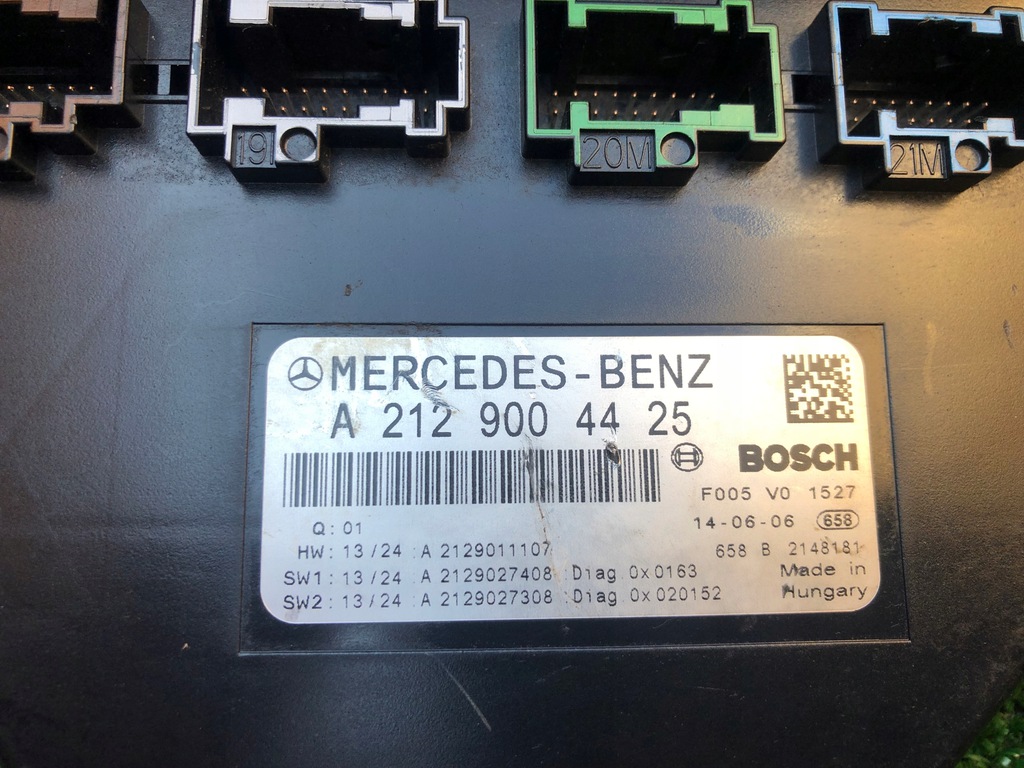 19
20M
21M
MERCEDES-BENZ
A 212 900 44 25
BOSCH
F005 V0 1527
Q: 01
14-06-06 658
HW: 13/24 :A 2129011107
658 B 2148181
SW1: 13/24 :A 2129027408 :Diag 0x0163
Made in
SW2: 13/24 :A 2129027308 :Diag 0x020152
Hungary